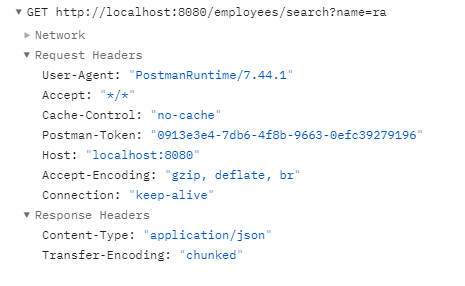 GET http://localhost:8080/employees/search?name=ra
Network
Request Headers
User-Agent: "PostmanRuntime/7.44.1"
Accept: "*/*"
Cache-Control: "no-cache"
Postman-Token: "0913e3e4-7db6-4f8b-9663-0efc39279196"
Host: "localhost:8080"
Accept-Encoding: "gzip, deflate, br"
Connection: "keep-alive"
Response Headers
Content-Type: "application/json"
Transfer-Encoding: "chunked"